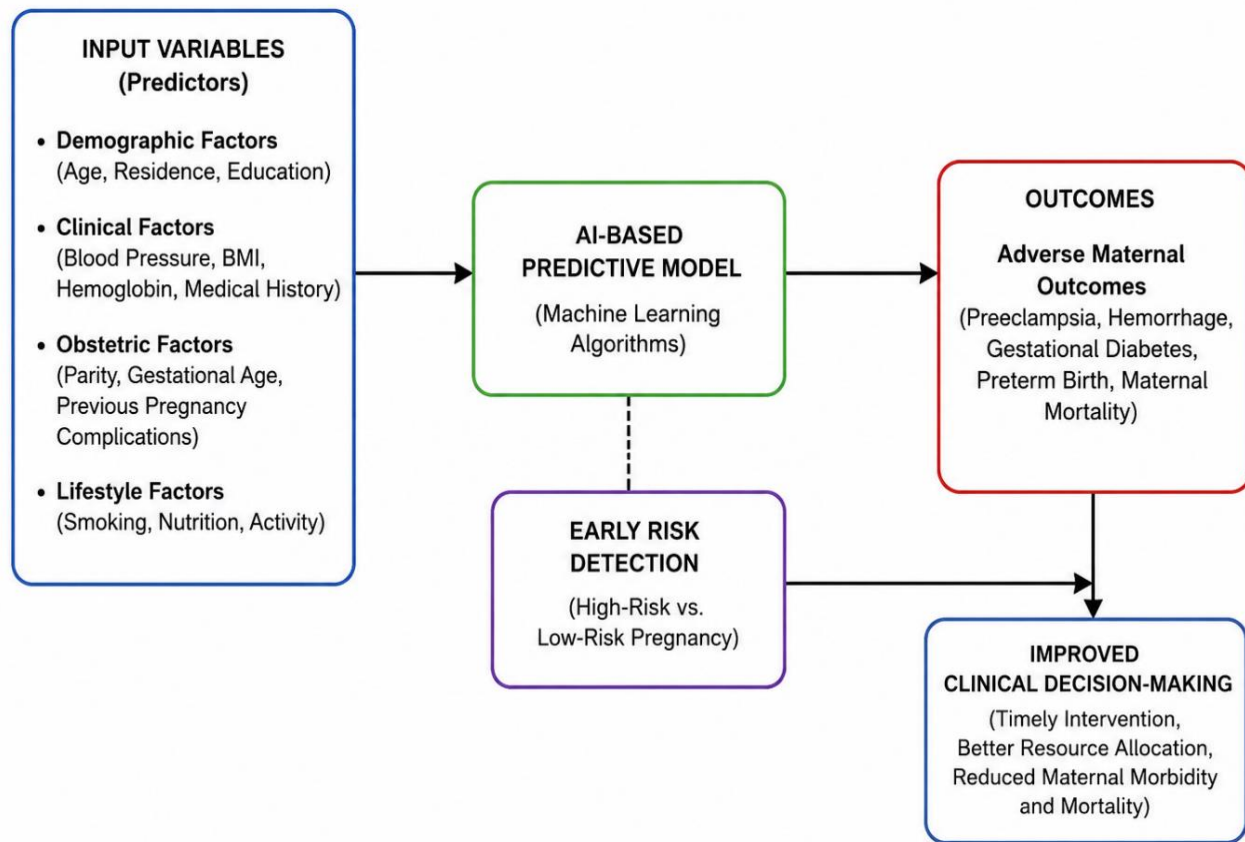 INPUT VARIABLES
(Predictors)
• Demographic Factors
(Age, Residence, Education)
• Clinical Factors
(Blood Pressure, BMI,
Hemoglobin, Medical History)
• Obstetric Factors
(Parity, Gestational Age,
Previous Pregnancy
Complications)
• Lifestyle Factors
(Smoking, Nutrition, Activity)
AI-BASED
PREDICTIVE MODEL
(Machine Learning
Algorithms)
EARLY RISK
DETECTION
(High-Risk vs.
Low-Risk Pregnancy)
OUTCOMES
Adverse Maternal
Outcomes
(Preeclampsia, Hemorrhage,
Gestational Diabetes,
Preterm Birth, Maternal
Mortality)
IMPROVED
CLINICAL DECISION-MAKING
(Timely Intervention,
Better Resource Allocation,
Reduced Maternal Morbidity
and Mortality)